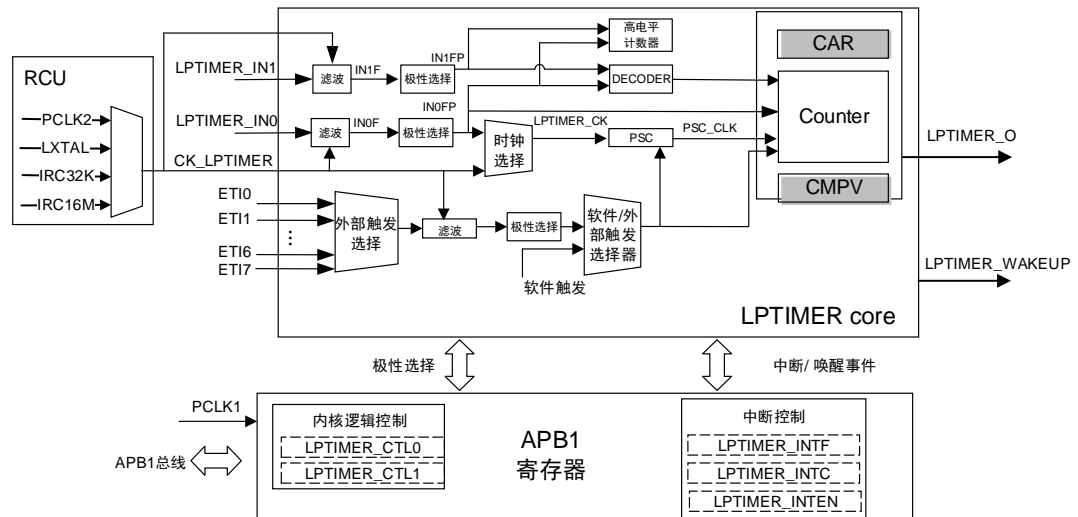 RCU
PCLK2
LXTAL
IRC32K
IRC16M
LPTIMER_IN1
LPTIMER_IN0
CK_LPTIMER
ETI0
ETI1
⋮
ETI6
ETI7
滤波
IN1F
极性选择
IN1FP
高电平
计数器
DECODER
滤波
IN0F
极性选择
IN0FP
时钟
选择
LPTIMER_CK
PSC
PSC_CLK
外部触发
选择
滤波
极性选择
软件/外
部触发
选择器
软件触发
CAR
Counter
CMPV
LPTIMER_O
LPTIMER_WAKEUP
LPTIMER core
极性选择
中断/ 唤醒事件
PCLK1
APB1总线
内核逻辑控制
LPTIMER_CTL0
LPTIMER_CTL1
APB1
寄存器
中断控制
LPTIMER_INTF
LPTIMER_INTC
LPTIMER_INTEN